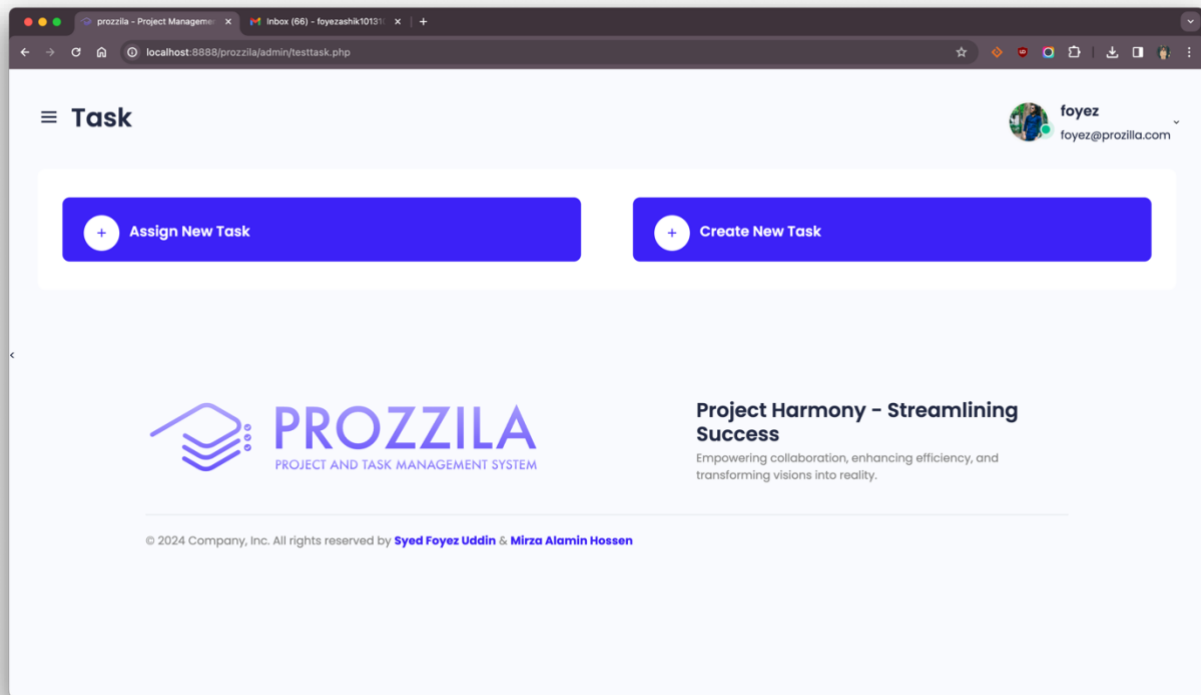 prozzila - Project Managemer
Inbox (66) - foyezashik10131
localhost:8888/prozzila/admin/testtask.php
Task
foyez
foyez@prozilla.com
+ Assign New Task
+ Create New Task
PROZZILA
PROJECT AND TASK MANAGEMENT SYSTEM
Project Harmony - Streamlining
Success
Empowering collaboration, enhancing efficiency, and
transforming visions into reality.
© 2024 Company, Inc. All rights reserved by Syed Foyez Uddin & Mirza Alamin Hossen